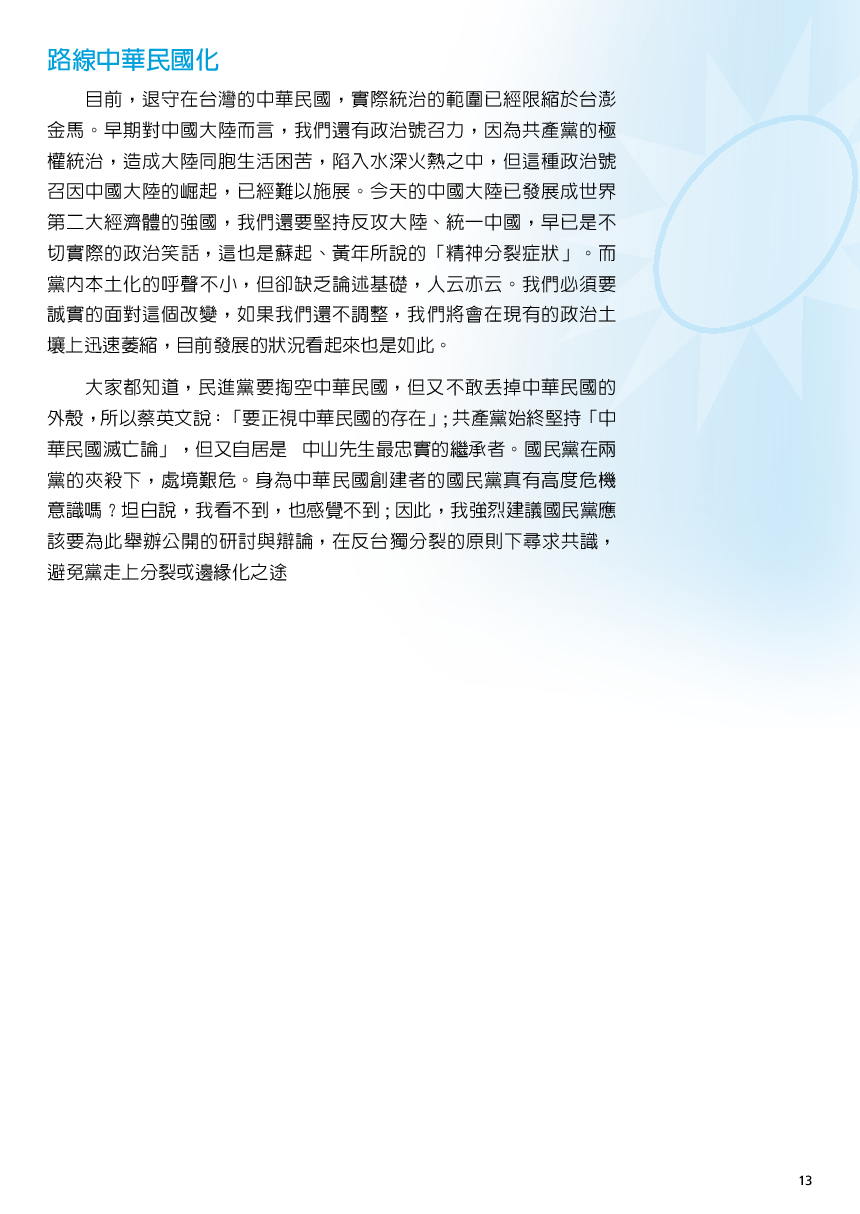 路線中華民國化
目前，退守在台灣的中華民國，實際統治的範圍已經限縮於台澎
金馬。早期對中國大陸而言，我們還有政治號召力，因為共產黨的極
權統治，造成大陸同胞生活困苦，陷入水深火熱之中，但這種政治號
召因中國大陸的崛起，已經難以施展。今天的中國大陸已發展成世界
第二大經濟體的強國，我們還要堅持反攻大陸、統一中國，早已是不
切實際的政治笑話，這也是蘇起、黃年所說的「精神分裂症狀」。而
黨內本土化的呼聲不小，但卻缺乏論述基礎，人云亦云。我們必須要
誠實的面對這個改變，如果我們還不調整，我們將會在現有的政治土
壤上迅速萎縮，目前發展的狀況看起來也是如此。
大家都知道，民進黨要掏空中華民國，但又不敢丟掉中華民國的
外殼，所以蔡英文說：「要正視中華民國的存在」；共產黨始終堅持「中
華民國滅亡論」，但又自居是 中山先生最忠實的繼承者。國民黨在兩
黨的夾殺下，處境艱危。身為中華民國創建者的國民黨真有高度危機
意識嗎？坦白說，我看不到，也感覺不到；因此，我強烈建議國民黨應
該要為此舉辦公開的研討與辯論，在反台獨分裂的原則下尋求共識，
避免黨走上分裂或邊緣化之途
13